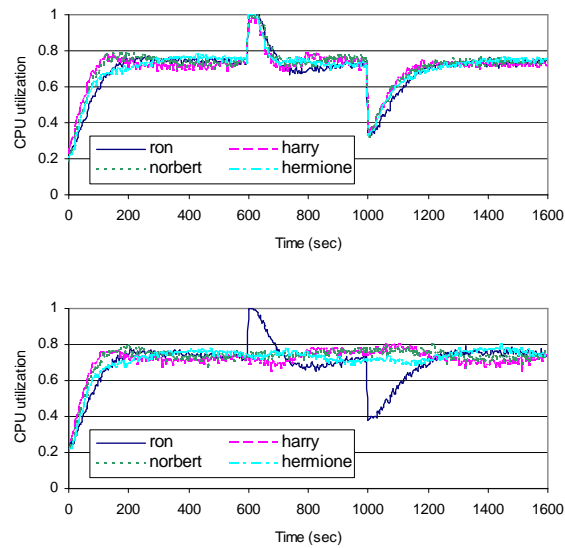 1
0.8
0.6
0.4
0.2
0
CPU utilization
ron harry
norbert hermione
0 200 400 600 800 1000 1200 1400 1600
Time (sec)
1
0.8
0.6
0.4
0.2
0
CPU utilization
ron harry
norbert hermione
0 200 400 600 800 1000 1200 1400 1600
Time (sec)